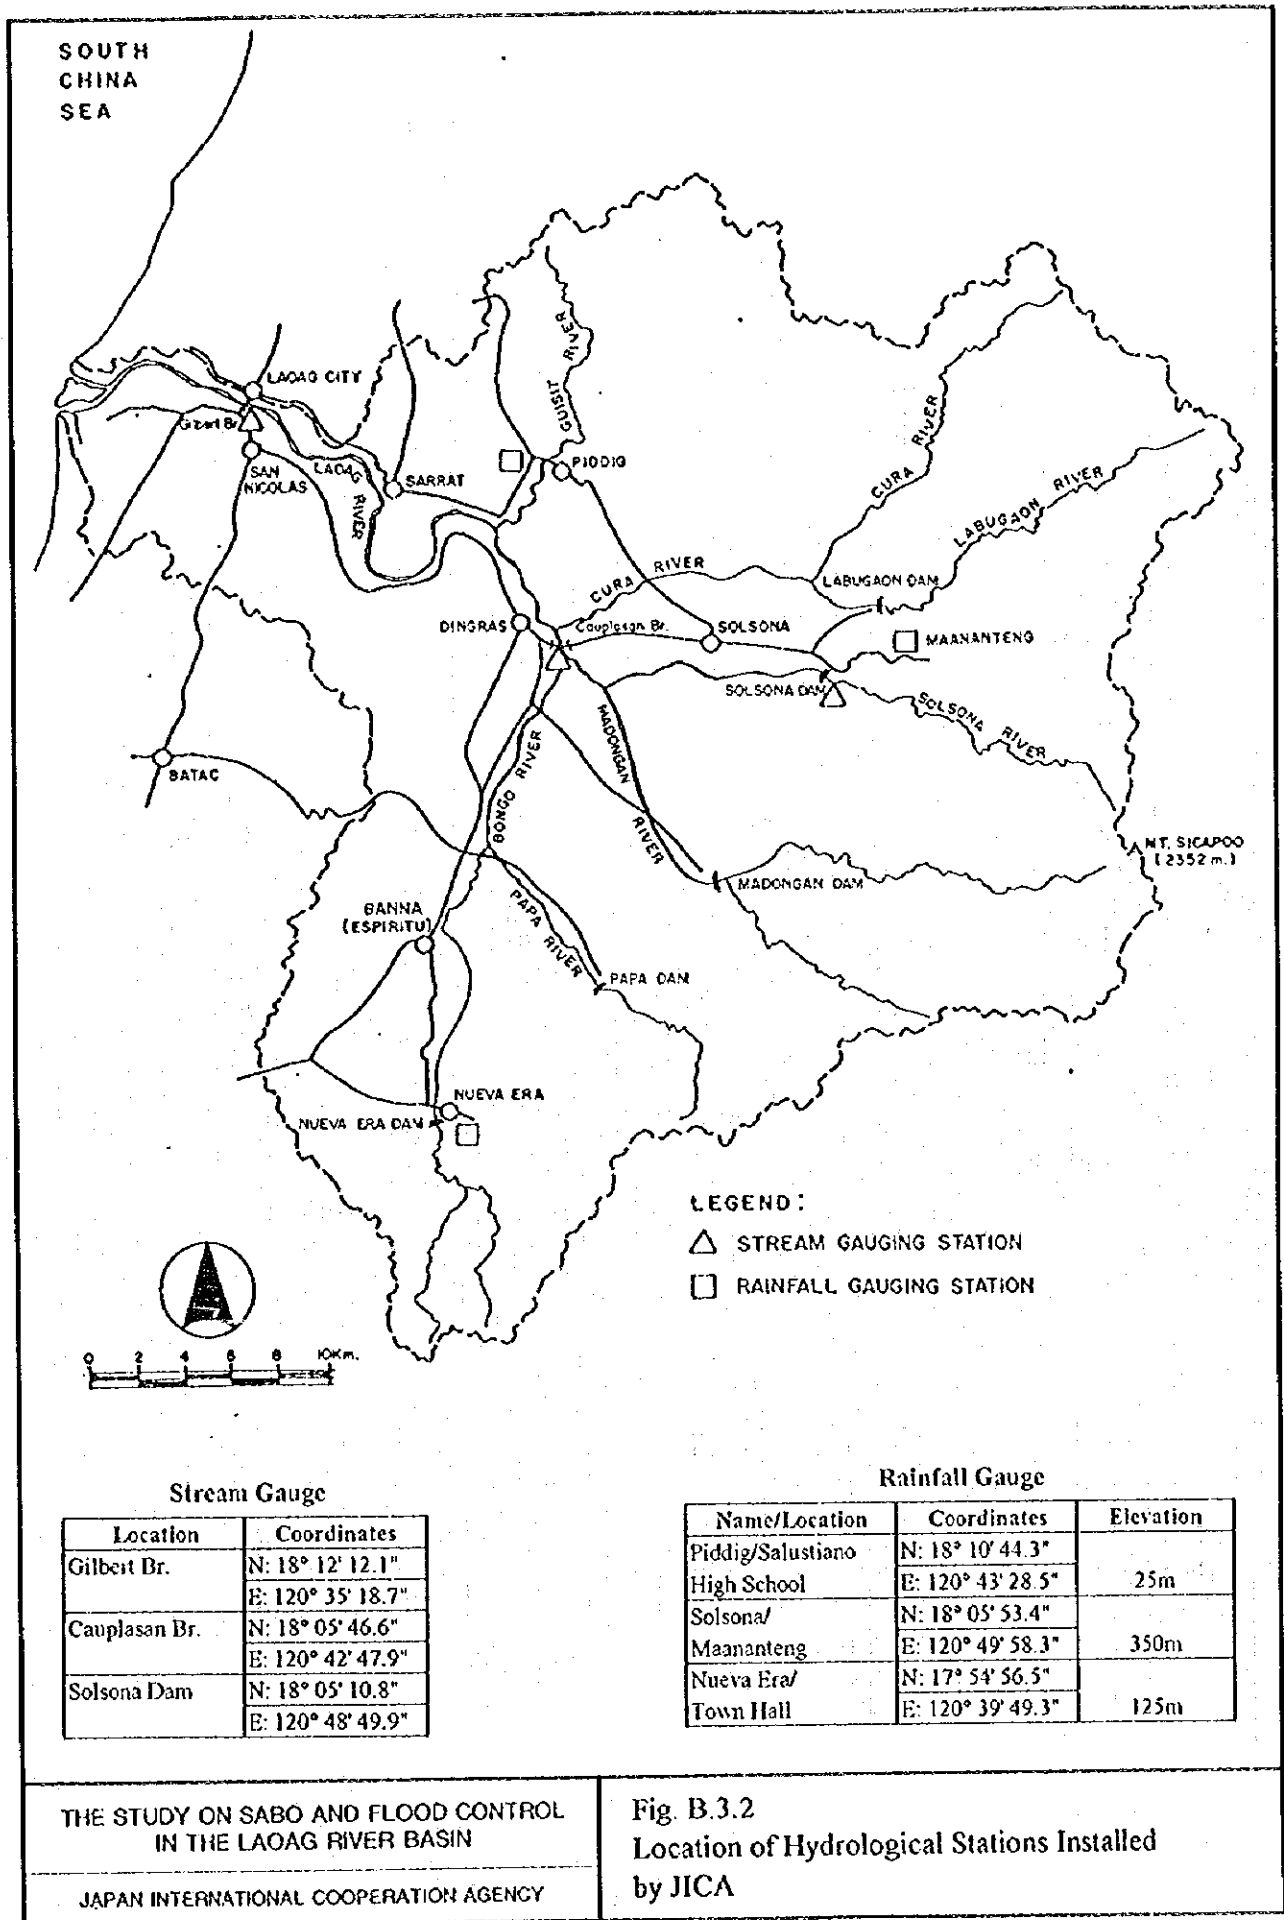 SOUTH
CHINA
SEA
LAOAG CITY
Gilbert Br.
SAN
NICOLAS
LAOAG
RIVER
SARRAT
GUISIT RIVER
PIDDIG
CURA RIVER
LABUGAON RIVER
CURA RIVER
LABUGAON DAM
DINGRAS
Cauplasan Br.
SOLSONA
MAANANTENG
SOLSONA DAM
SOLSONA RIVER
MADONGAN
RIVER
BATAC
BONGO RIVER
MT. SICAPOO
(2352 m.)
MADONGAN DAM
BANNA
(ESPIRITU)
PAPA RIVER
PAPA DAM
NUEVA ERA
NUEVA ERA DAM
LEGEND:
STREAM GAUGING STATION
RAINFALL GAUGING STATION
0 2 4 6 8 10Km.
Stream Gauge
Location Coordinates
Gilbert Br. N: 18° 12' 12.1"
E: 120° 35' 18.7"
Cauplasan Br. N: 18° 05' 46.6"
E: 120° 42' 47.9"
Solsona Dam N: 18° 05' 10.8"
E: 120° 48' 49.9"
Rainfall Gauge
Name/Location Coordinates Elevation
Piddig/Salustiano N: 18° 10' 44.3"
High School E: 120° 43' 28.5" 25m
Solsona/ N: 18° 05' 53.4"
Maananteng E: 120° 49' 58.3" 350m
Nueva Era/ N: 17° 54' 56.5"
Town Hall E: 120° 39' 49.3" 125m
THE STUDY ON SABO AND FLOOD CONTROL
IN THE LAOAG RIVER BASIN
JAPAN INTERNATIONAL COOPERATION AGENCY
Fig. B.3.2
Location of Hydrological Stations Installed
by JICA